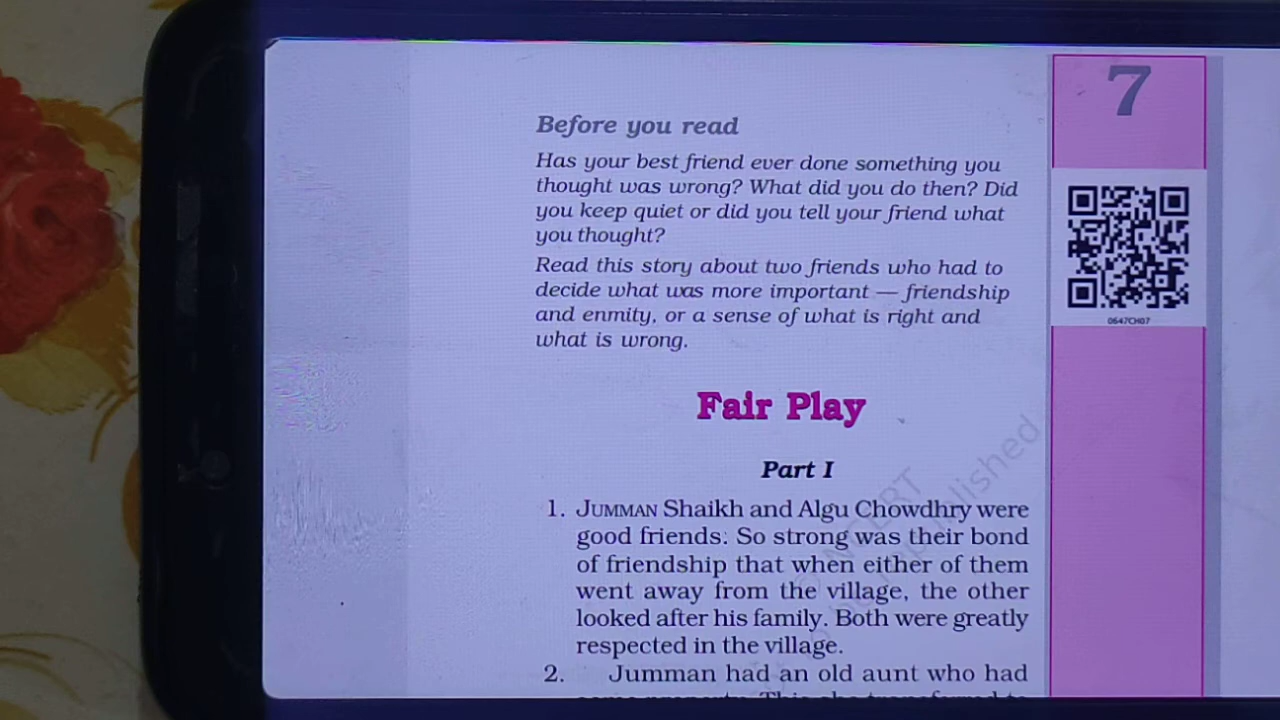 7
Before you read
Has your best friend ever done something you
thought was wrong? What did you do then? Did
you keep quiet or did you tell your friend what
you thought?
Read this story about two friends who had to
decide what was more important — friendship
and enmity, or a sense of what is right and
what is wrong.
0647CH07
Fair Play
Part I
1. JUMMAN Shaikh and Algu Chowdhry were
good friends. So strong was their bond
of friendship that when either of them
went away from the village, the other
looked after his family. Both were greatly
respected in the village.
2. Jumman had an old aunt who had
© NCERT
published